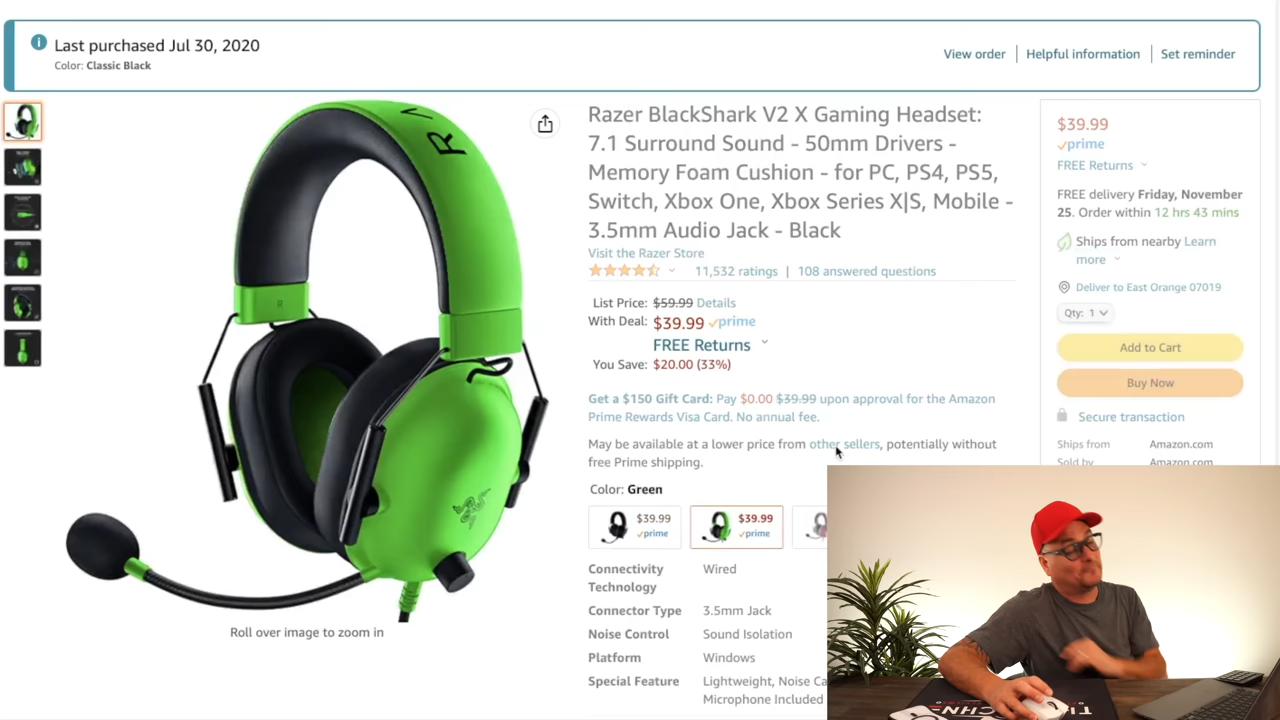 Last purchased Jul 30, 2020
Color: Classic Black
View order
Helpful information
Set reminder
Razer BlackShark V2 X Gaming Headset:
7.1 Surround Sound - 50mm Drivers -
Memory Foam Cushion - for PC, PS4, PS5,
Switch, Xbox One, Xbox Series X|S, Mobile -
3.5mm Audio Jack - Black
Visit the Razer Store
11,532 ratings | 108 answered questions
List Price: $59.99 Details
With Deal: $39.99 prime
FREE Returns
You Save: $20.00 (33%)
Get a $150 Gift Card: Pay $0.00 $39.99 upon approval for the Amazon
Prime Rewards Visa Card. No annual fee.
May be available at a lower price from other sellers, potentially without
free Prime shipping.
Color: Green
$39.99
prime
$39.99
prime
Connectivity Technology
Wired
Connector Type
3.5mm Jack
Noise Control
Sound Isolation
Platform
Windows
Special Feature
Lightweight, Noise Ca
Microphone Included
Roll over image to zoom in
$39.99
prime
FREE Returns
FREE delivery Friday, November
25. Order within 12 hrs 43 mins
Ships from nearby Learn
more
Deliver to East Orange 07019
Qty: 1
Add to Cart
Buy Now
Secure transaction
Ships from Amazon.com
Sold by Amazon.com